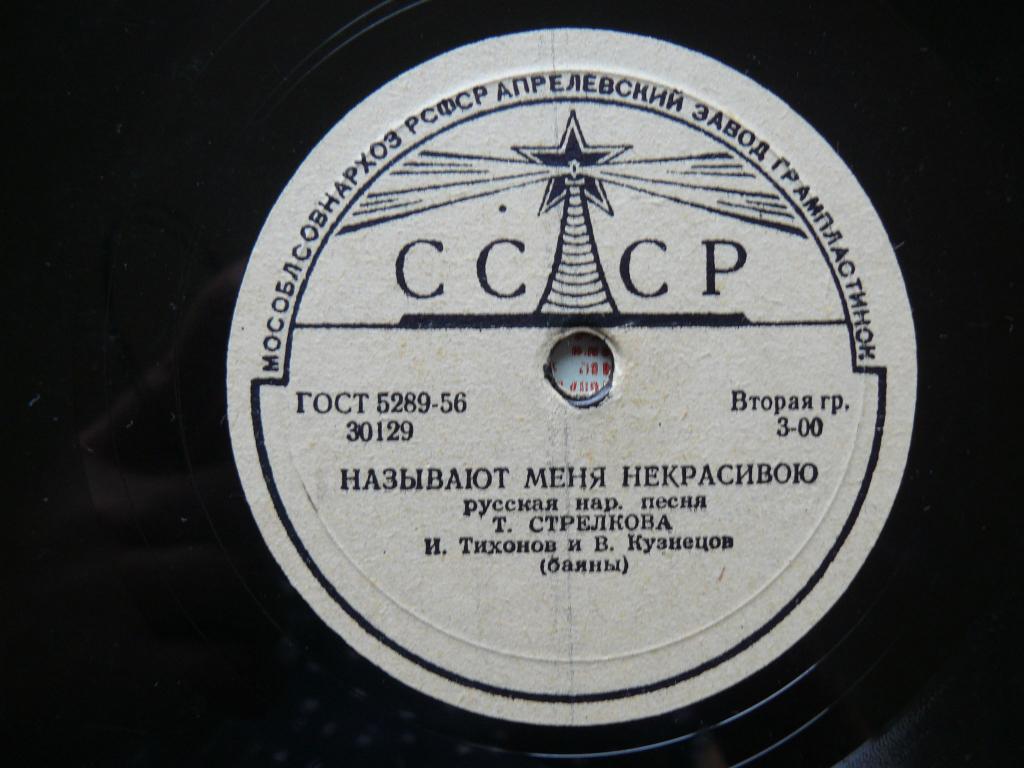 МОСОБЛСОВНАРХОЗ РСФСР АПРЕЛЕВСКИЙ ЗАВОД ГРАМПЛАСТИНОК
СССР
ГОСТ 5289-56
30129
Вторая гр.
3-00
НАЗЫВАЮТ МЕНЯ НЕКРАСИВОЮ
русская нар. песня
Т. СТРЕЛКОВА
И. Тихонов и В. Кузнецов
(баяны)